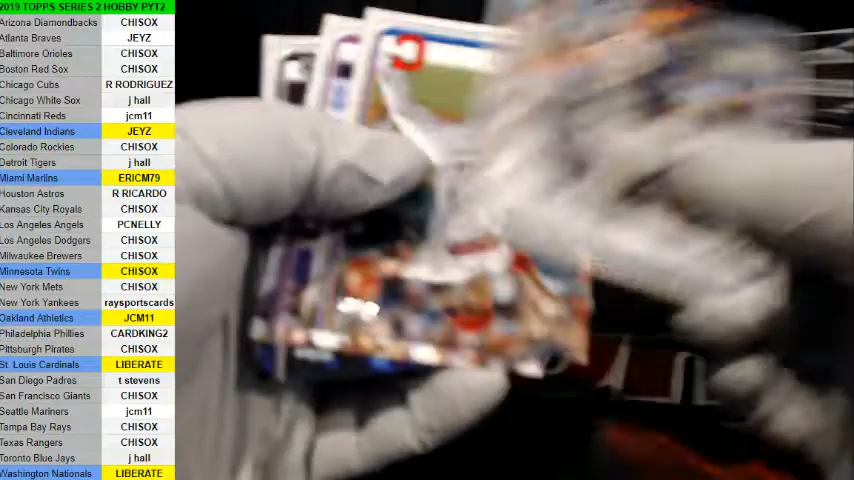 2019 TOPPS SERIES 2 HOBBY PYT2
Arizona Diamondbacks CHISOX
Atlanta Braves JEYZ
Baltimore Orioles CHISOX
Boston Red Sox CHISOX
Chicago Cubs R RODRIGUEZ
Chicago White Sox j hall
Cincinnati Reds jcm11
Cleveland Indians JEYZ
Colorado Rockies CHISOX
Detroit Tigers j hall
Miami Marlins ERICM79
Houston Astros R RICARDO
Kansas City Royals CHISOX
Los Angeles Angels PCNELLY
Los Angeles Dodgers CHISOX
Milwaukee Brewers CHISOX
Minnesota Twins CHISOX
New York Mets CHISOX
New York Yankees raysportscards
Oakland Athletics JCM11
Philadelphia Phillies CARDKING2
Pittsburgh Pirates CHISOX
St. Louis Cardinals LIBERATE
San Diego Padres t stevens
San Francisco Giants CHISOX
Seattle Mariners jcm11
Tampa Bay Rays CHISOX
Texas Rangers CHISOX
Toronto Blue Jays j hall
Washington Nationals LIBERATE